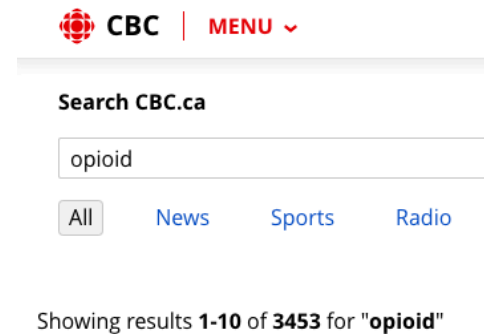 CBC MENU
Search CBC.ca
opioid
All News Sports Radio
Showing results 1-10 of 3453 for "opioid"